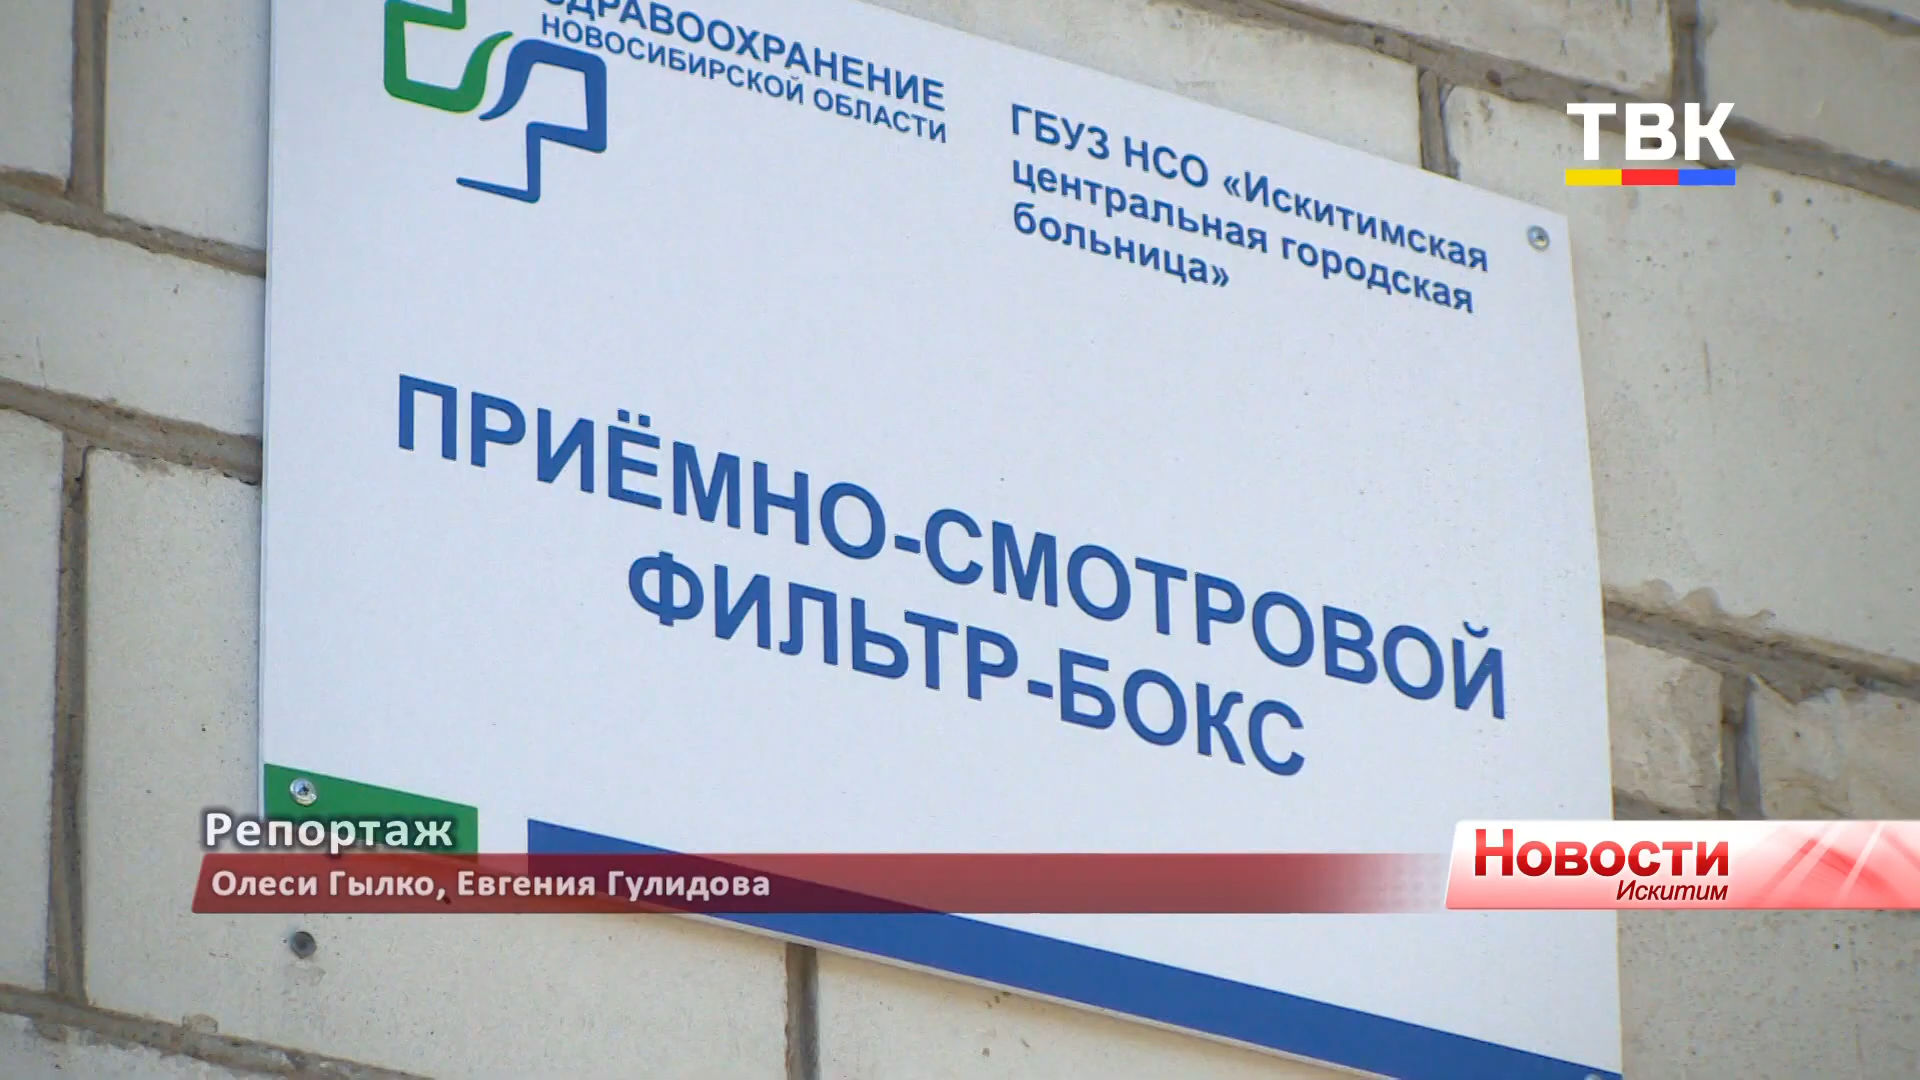 ЗДРАВООХРАНЕНИЕ
НОВОСИБИРСКОЙ ОБЛАСТИ
ГБУЗ НСО «Искитимская
центральная городская
больница»
ТВК
ПРИЁМНО-СМОТРОВОЙ
ФИЛЬТР-БОКС
Репортаж
Олеси Гылко, Евгения Гулидова
Новости
Искитим